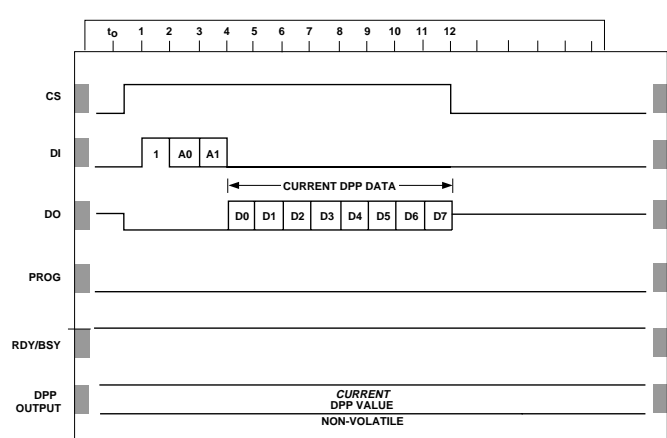 to 1 2 3 4 5 6 7 8 9 10 11 12
CS
DI 1 A0 A1
CURRENT DPP DATA
DO D0 D1 D2 D3 D4 D5 D6 D7
PROG
RDY/BSY
DPP OUTPUT
CURRENT
DPP VALUE
NON-VOLATILE